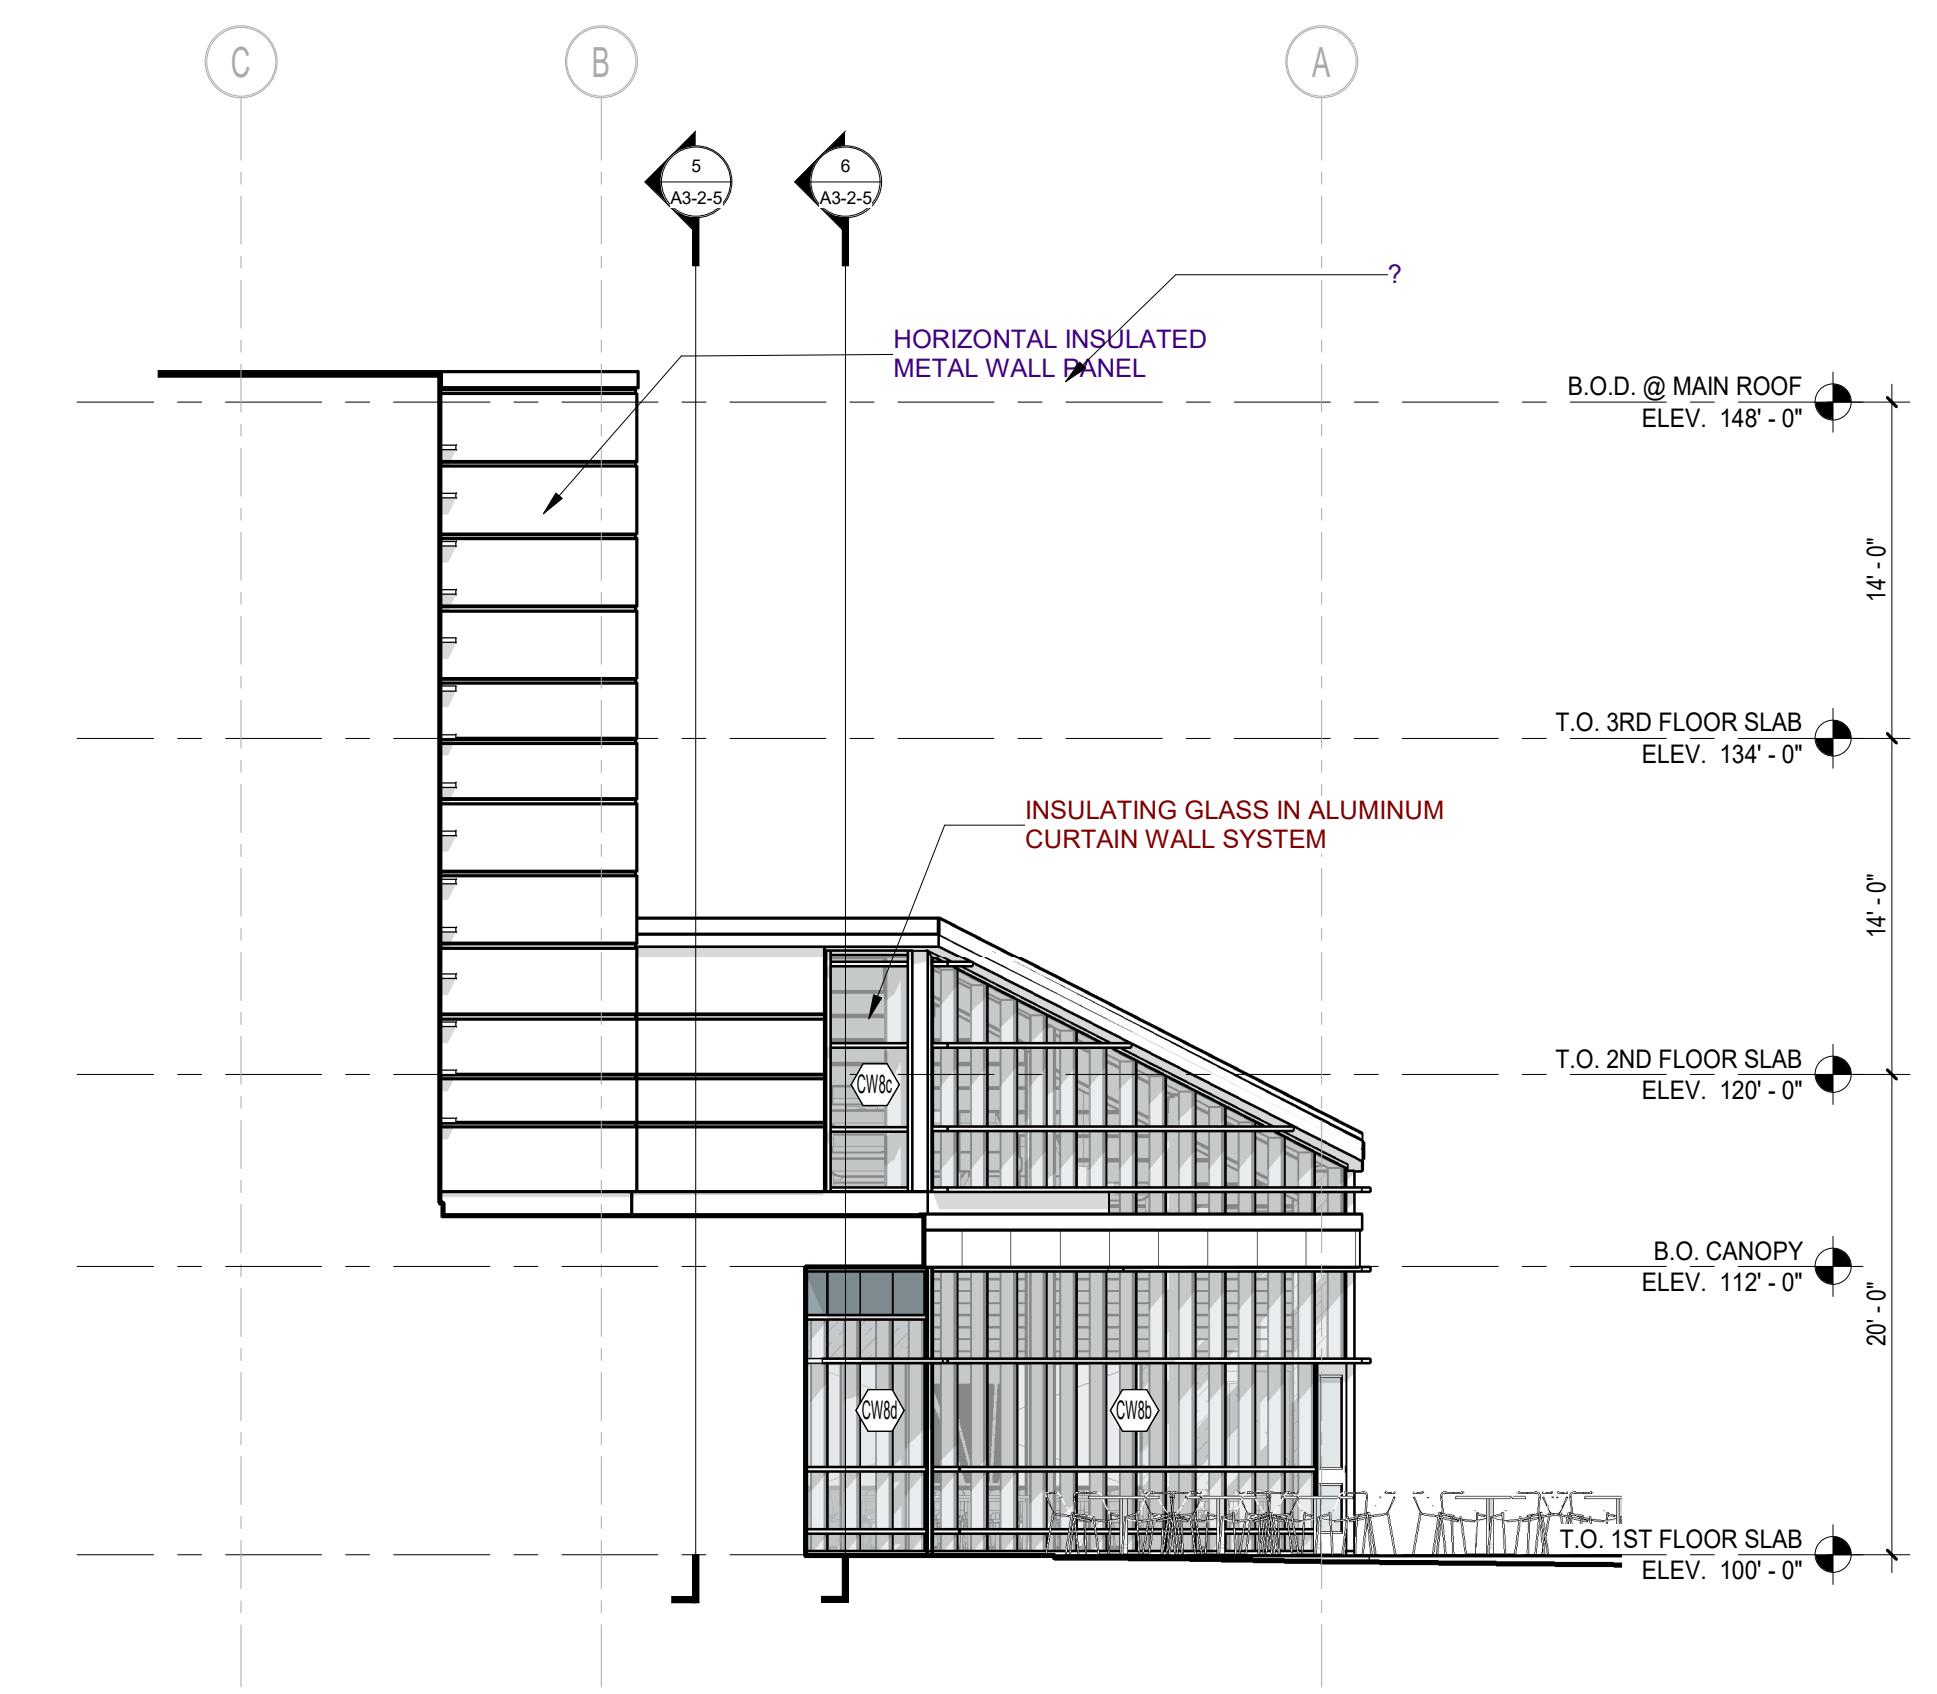 C
B
A
5
A3-2-5
6
A3-2-5
?
HORIZONTAL INSULATED
METAL WALL PANEL
B.O.D. @ MAIN ROOF
ELEV. 148' - 0"
14' - 0"
T.O. 3RD FLOOR SLAB
ELEV. 134' - 0"
INSULATING GLASS IN ALUMINUM
CURTAIN WALL SYSTEM
14' - 0"
T.O. 2ND FLOOR SLAB
ELEV. 120' - 0"
CW8c
B.O. CANOPY
ELEV. 112' - 0"
20' - 0"
CW8d
CW8b
T.O. 1ST FLOOR SLAB
ELEV. 100' - 0"